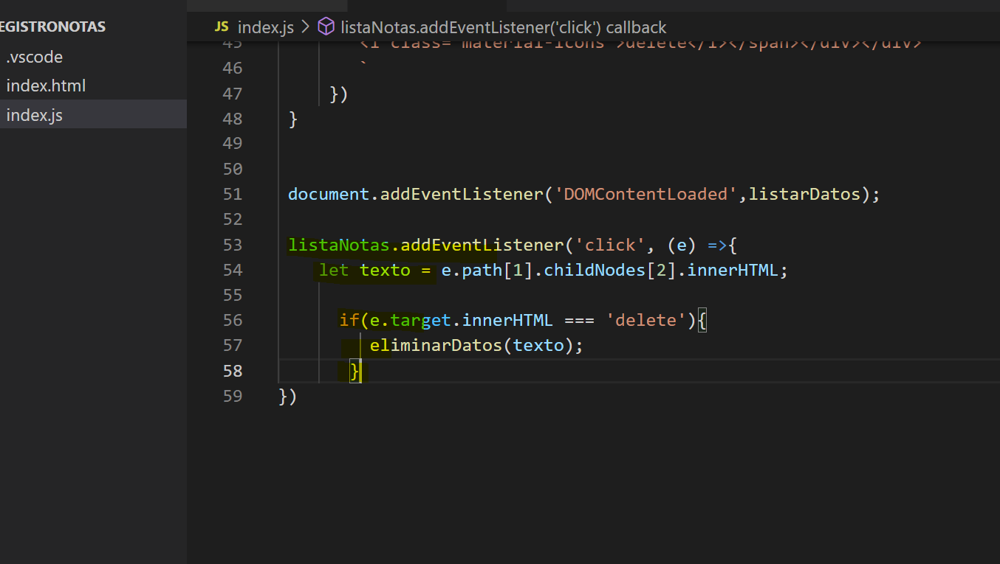 EGISTRONOTAS
.vscode
index.html
index.js
JS index.js > listaNotas.addEventListener('click') callback
45 <i class="material-icons">delete</i></span></div></div>
46 `
47 })
48 }
49
50
51 document.addEventListener('DOMContentLoaded',listarDatos);
52
53 listaNotas.addEventListener('click', (e) =>{
54 let texto = e.path[1].childNodes[2].innerHTML;
55
56 if(e.target.innerHTML === 'delete'){
57 eliminarDatos(texto);
58 }
59 })